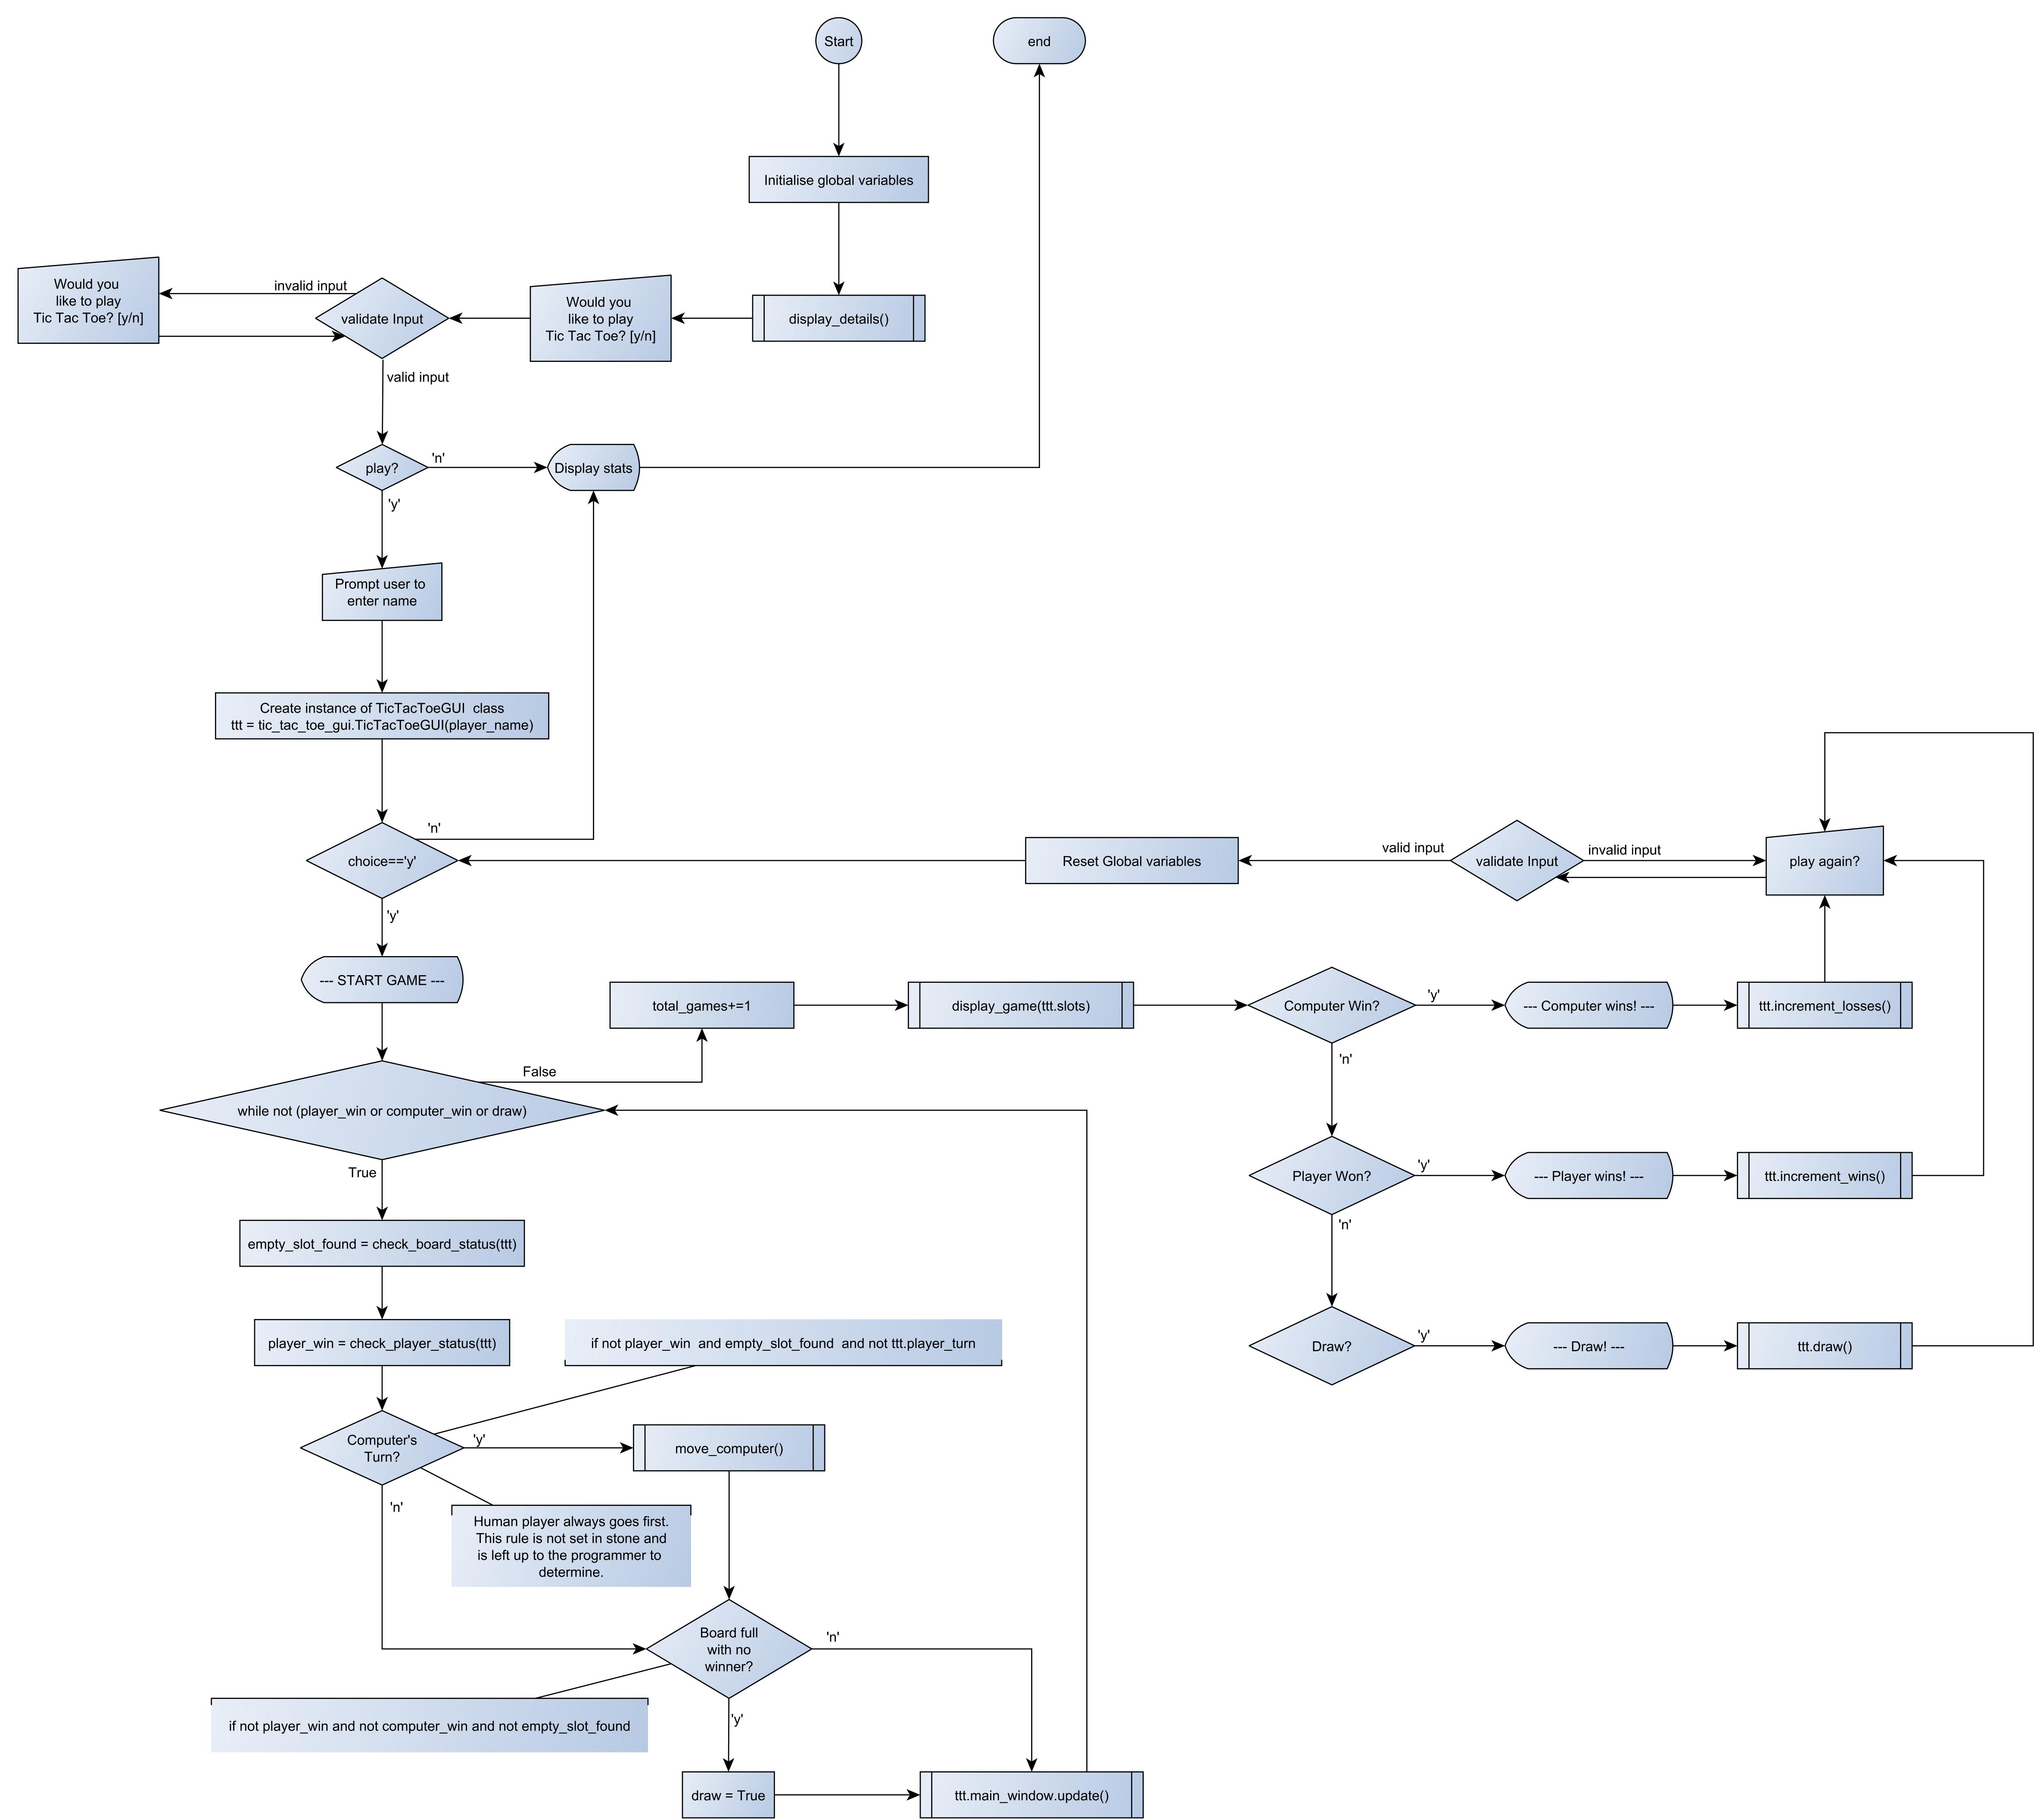 Start
end
Initialise global variables
display_details()
Would you
like to play
Tic Tac Toe? [y/n]
validate Input
invalid input
Would you
like to play
Tic Tac Toe? [y/n]
valid input
play?
'n'
Display stats
'y'
Prompt user to
enter name
Create instance of TicTacToeGUI  class
ttt = tic_tac_toe_gui.TicTacToeGUI(player_name)
'n'
choice=='y'
Reset Global variables
valid input
validate Input
invalid input
play again?
'y'
--- START GAME ---
total_games+=1
display_game(ttt.slots)
Computer Win?
'y'
--- Computer wins! ---
ttt.increment_losses()
'n'
False
while not (player_win or computer_win or draw)
True
Player Won?
'y'
--- Player wins! ---
ttt.increment_wins()
'n'
Draw?
'y'
--- Draw! ---
ttt.draw()
empty_slot_found = check_board_status(ttt)
player_win = check_player_status(ttt)
if not player_win  and empty_slot_found  and not ttt.player_turn
Computer's
Turn?
'y'
move_computer()
'n'
Human player always goes first.
This rule is not set in stone and
is left up to the programmer to
determine.
Board full
with no
winner?
'n'
if not player_win and not computer_win and not empty_slot_found
'y'
draw = True
ttt.main_window.update()